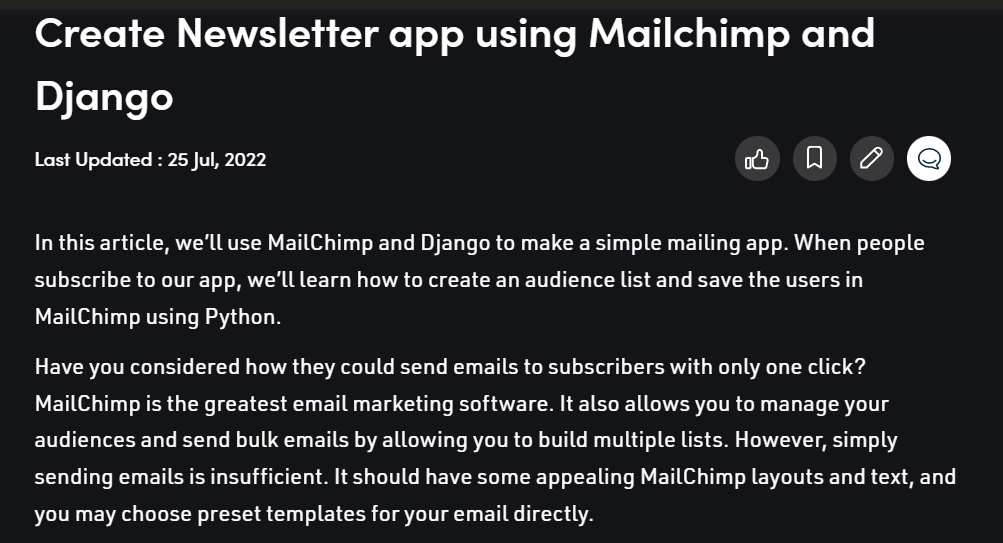 Create Newsletter app using Mailchimp and
Django
Last Updated : 25 Jul, 2022
In this article, we’ll use MailChimp and Django to make a simple mailing app. When people
subscribe to our app, we’ll learn how to create an audience list and save the users in
MailChimp using Python.
Have you considered how they could send emails to subscribers with only one click?
MailChimp is the greatest email marketing software. It also allows you to manage your
audiences and send bulk emails by allowing you to build multiple lists. However, simply
sending emails is insufficient. It should have some appealing MailChimp layouts and text, and
you may choose preset templates for your email directly.